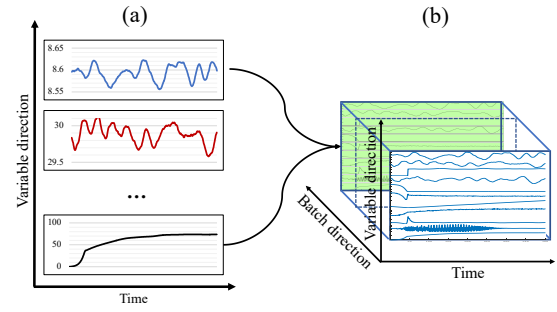 (a)
(b)
Variable direction
8.65
8.6
8.55
30
29.5
...
100
50
0
Time
Batch direction
Variable direction
Time